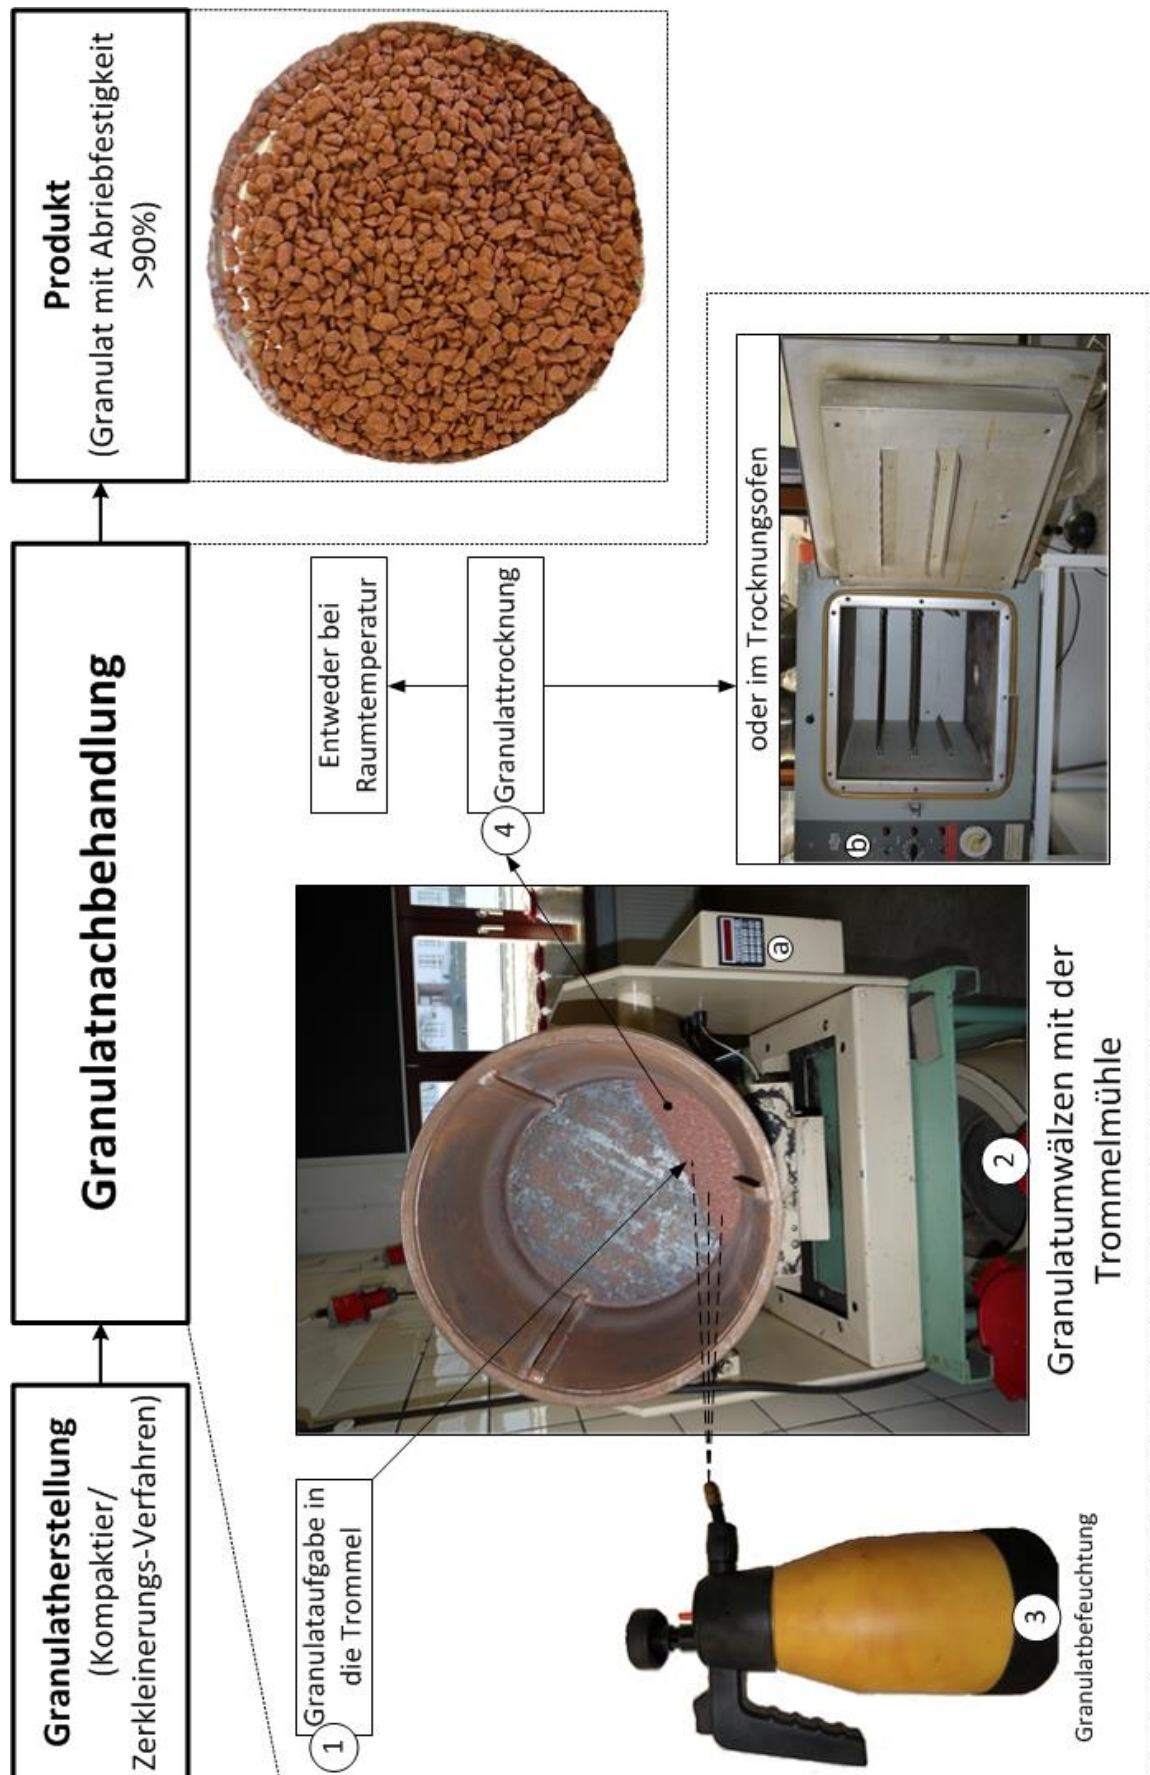 Granulatherstellung
(Kompaktier/
Zerkleinerungs-Verfahren)
Granulatnachbehandlung
Produkt
(Granulat mit Abriebfestigkeit
>90%)
1
Granulataufgabe in
die Trommel
Entweder bei
Raumtemperatur
4
Granulattrocknung
oder im Trocknungsofen
b
a
2
Granulatumwälzen mit der
Trommelmühle
3
Granulatbefeuchtung